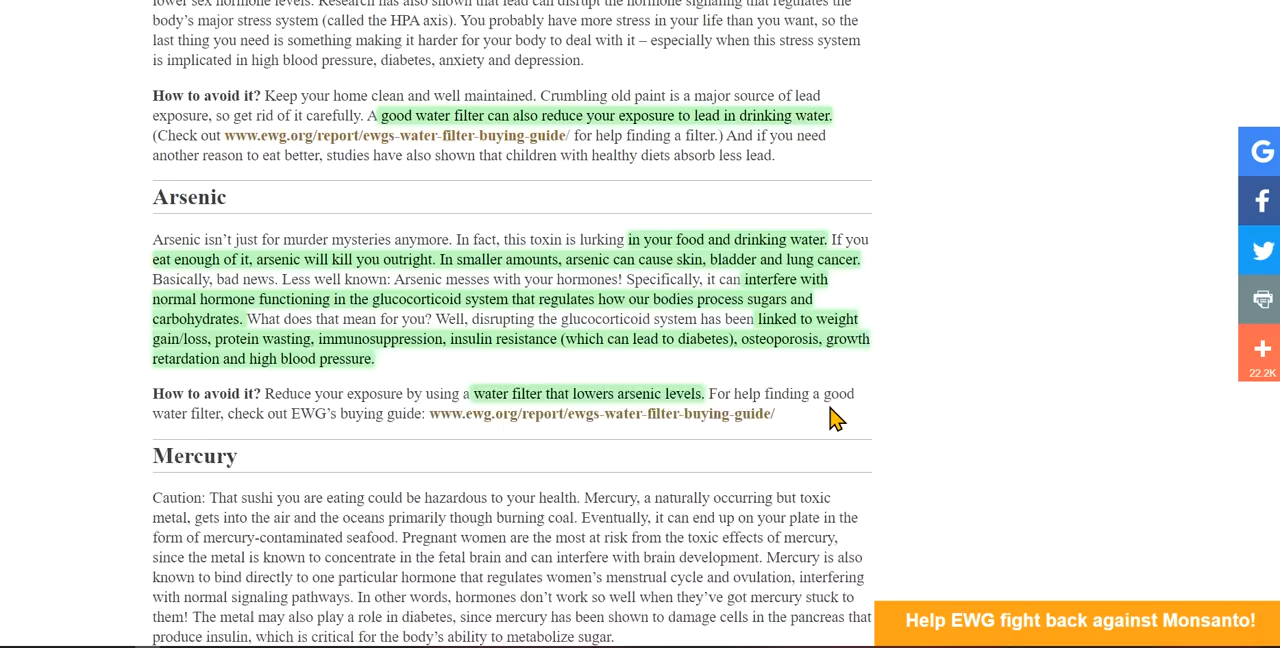 lower sex hormone levels. Research has also shown that lead can disrupt the hormone signaling that regulates the
body's major stress system (called the HPA axis). You probably have more stress in your life than you want, so the
last thing you need is something making it harder for your body to deal with it – especially when this stress system
is implicated in high blood pressure, diabetes, anxiety and depression.
How to avoid it? Keep your home clean and well maintained. Crumbling old paint is a major source of lead
exposure, so get rid of it carefully. A good water filter can also reduce your exposure to lead in drinking water.
(Check out www.ewg.org/report/ewgs-water-filter-buying-guide/ for help finding a filter.) And if you need
another reason to eat better, studies have also shown that children with healthy diets absorb less lead.
Arsenic
Arsenic isn't just for murder mysteries anymore. In fact, this toxin is lurking in your food and drinking water. If you
eat enough of it, arsenic will kill you outright. In smaller amounts, arsenic can cause skin, bladder and lung cancer.
Basically, bad news. Less well known: Arsenic messes with your hormones! Specifically, it can interfere with
normal hormone functioning in the glucocorticoid system that regulates how our bodies process sugars and
carbohydrates. What does that mean for you? Well, disrupting the glucocorticoid system has been linked to weight
gain/loss, protein wasting, immunosuppression, insulin resistance (which can lead to diabetes), osteoporosis, growth
retardation and high blood pressure.
How to avoid it? Reduce your exposure by using a water filter that lowers arsenic levels. For help finding a good
water filter, check out EWG's buying guide: www.ewg.org/report/ewgs-water-filter-buying-guide/
Mercury
Caution: That sushi you are eating could be hazardous to your health. Mercury, a naturally occurring but toxic
metal, gets into the air and the oceans primarily though burning coal. Eventually, it can end up on your plate in the
form of mercury-contaminated seafood. Pregnant women are the most at risk from the toxic effects of mercury,
since the metal is known to concentrate in the fetal brain and can interfere with brain development. Mercury is also
known to bind directly to one particular hormone that regulates women's menstrual cycle and ovulation, interfering
with normal signaling pathways. In other words, hormones don't work so well when they've got mercury stuck to
them! The metal may also play a role in diabetes, since mercury has been shown to damage cells in the pancreas that
produce insulin, which is critical for the body's ability to metabolize sugar.
22.2K
Help EWG fight back against Monsanto!